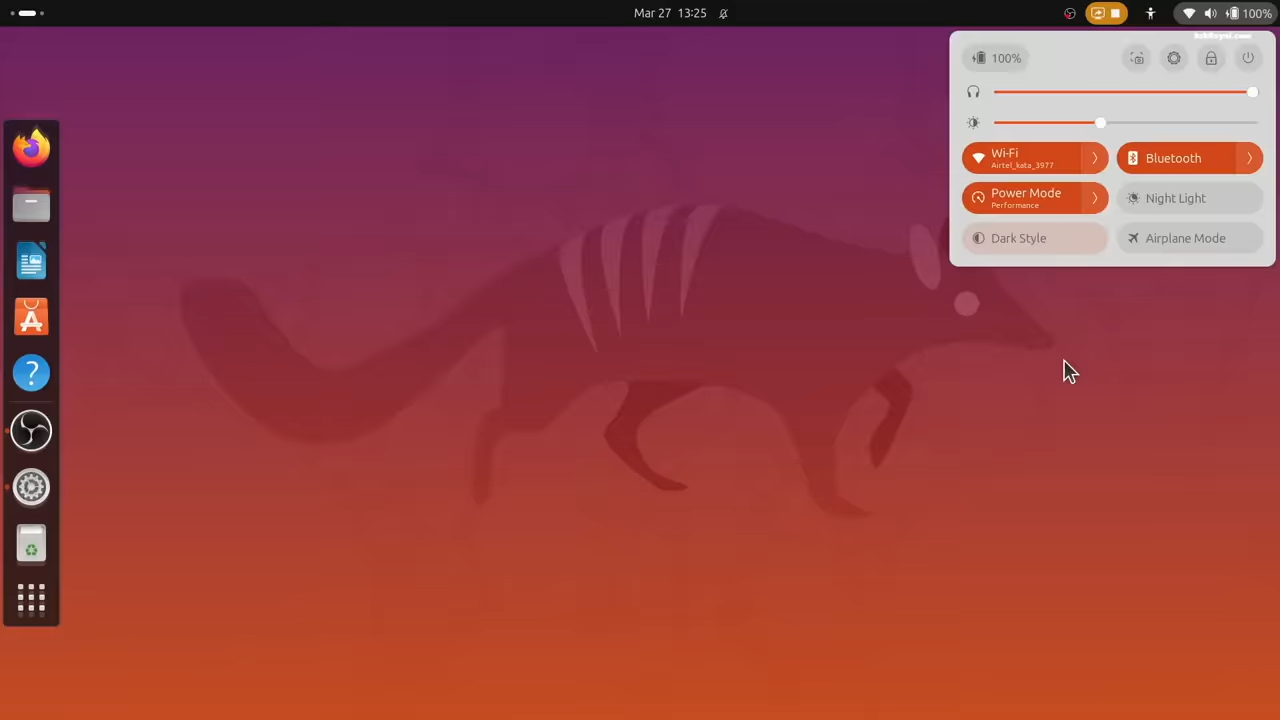 Mar 27 13:25
100%
100%
Wi-Fi
Airtel_kata_3977
Bluetooth
Power Mode
Performance
Night Light
Dark Style
Airplane Mode